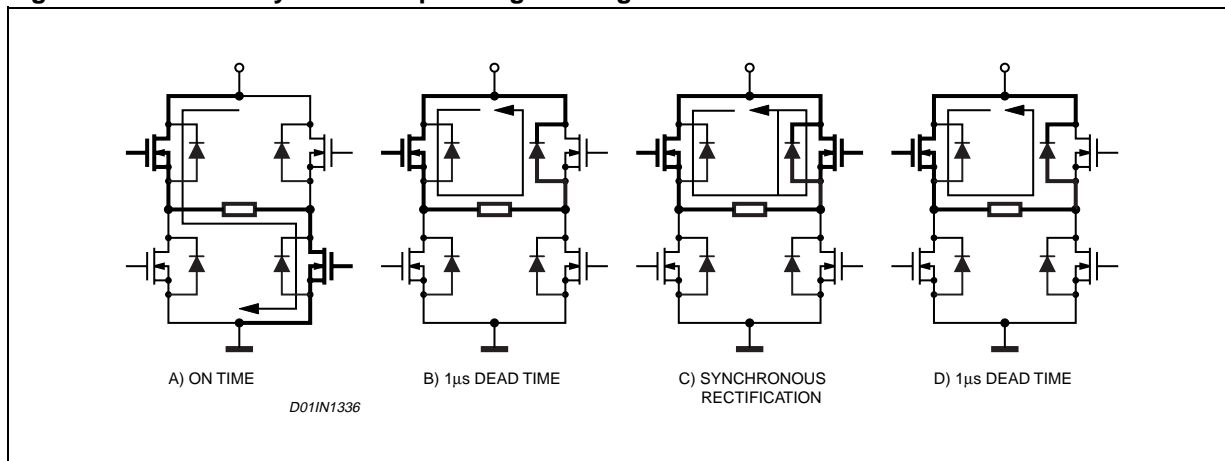 A) ON TIME
B) 1μs DEAD TIME
C) SYNCHRONOUS
RECTIFICATION
D) 1μs DEAD TIME
D01IN1336